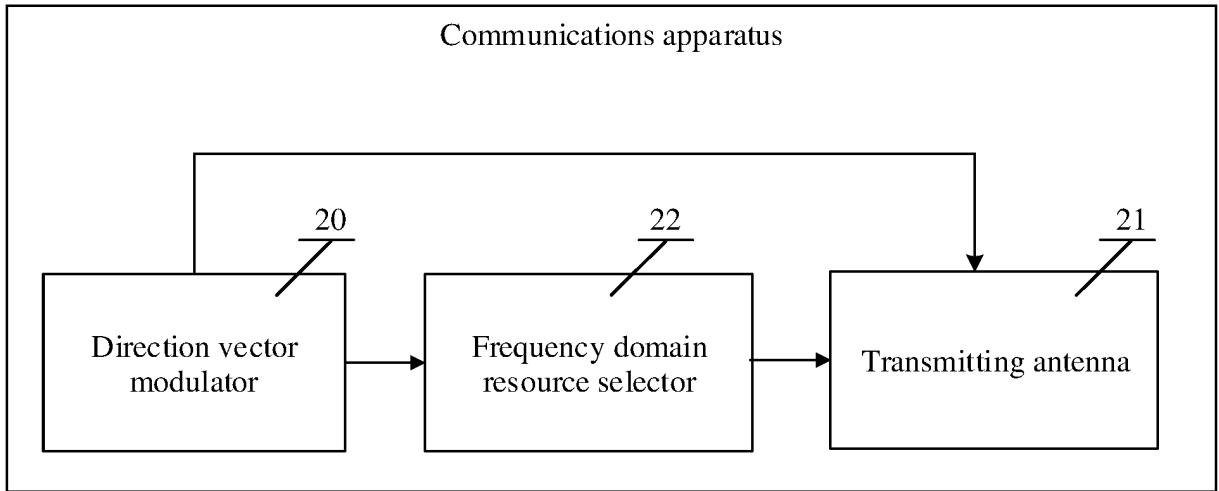 Communications apparatus
20
22
21
Direction vector
modulator
Frequency domain
resource selector
Transmitting antenna